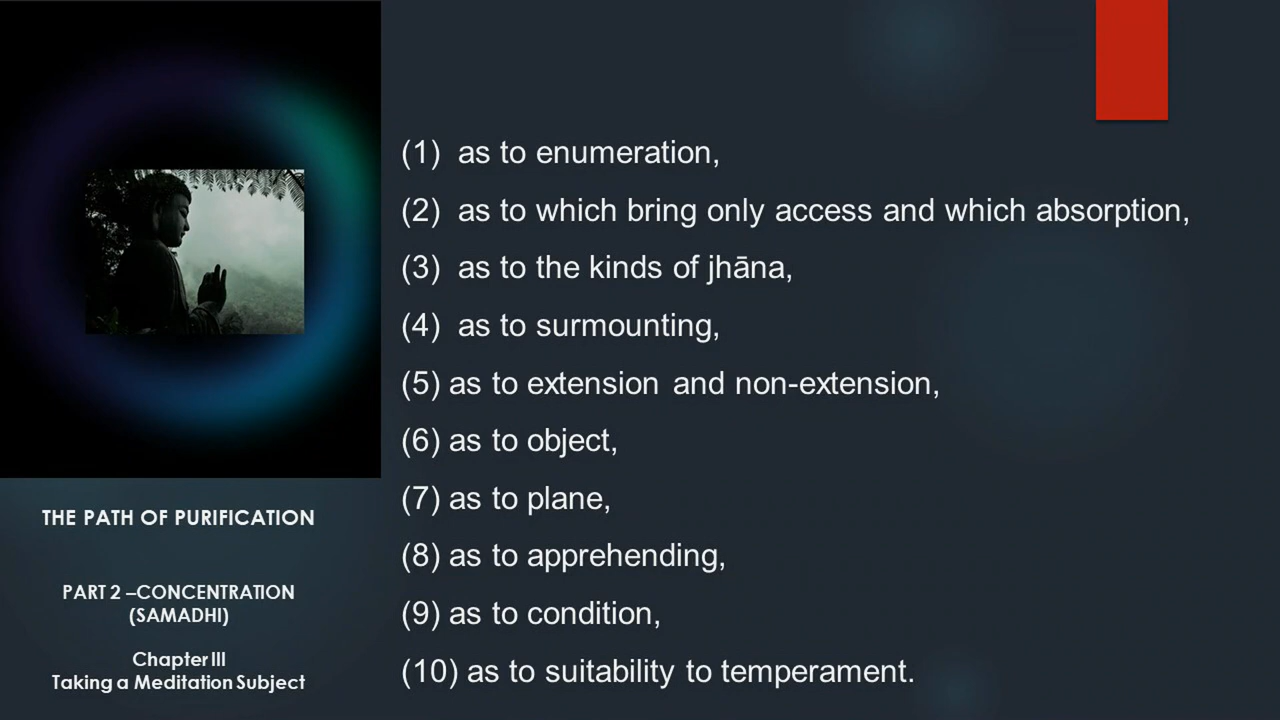 (1) as to enumeration,
(2) as to which bring only access and which absorption,
(3) as to the kinds of jhāna,
(4) as to surmounting,
(5) as to extension and non-extension,
(6) as to object,
(7) as to plane,
(8) as to apprehending,
(9) as to condition,
(10) as to suitability to temperament.
THE PATH OF PURIFICATION
PART 2 –CONCENTRATION
(SAMADHI)
Chapter III
Taking a Meditation Subject